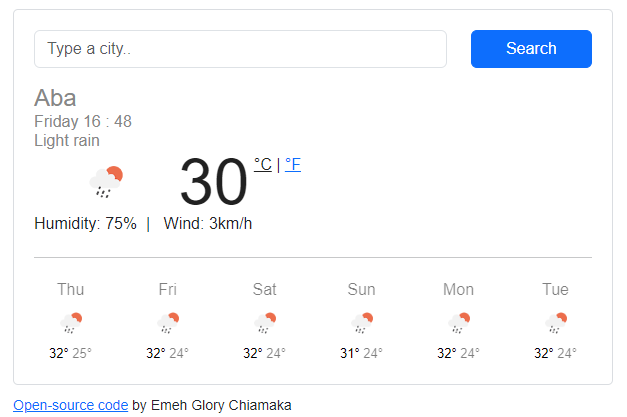 Type a city..
Search
Aba
Friday 16 : 48
Light rain
30 °C | °F
Humidity: 75% | Wind: 3km/h
Thu Fri Sat Sun Mon Tue
32° 25° 32° 24° 32° 24° 31° 24° 32° 24° 32° 24°
Open-source code by Emeh Glory Chiamaka